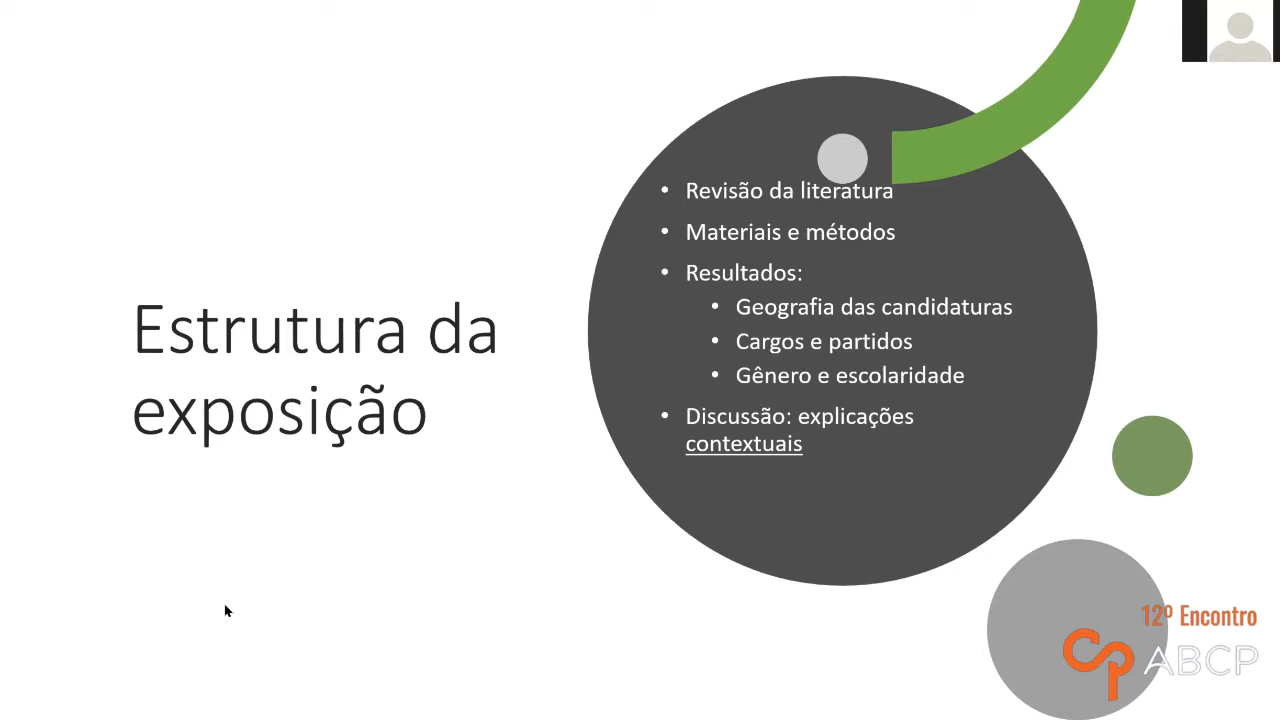 Estrutura da
exposição
• Revisão da literatura
• Materiais e métodos
• Resultados:
• Geografia das candidaturas
• Cargos e partidos
• Gênero e escolaridade
• Discussão: explicações
contextuais
12º Encontro
ABCP